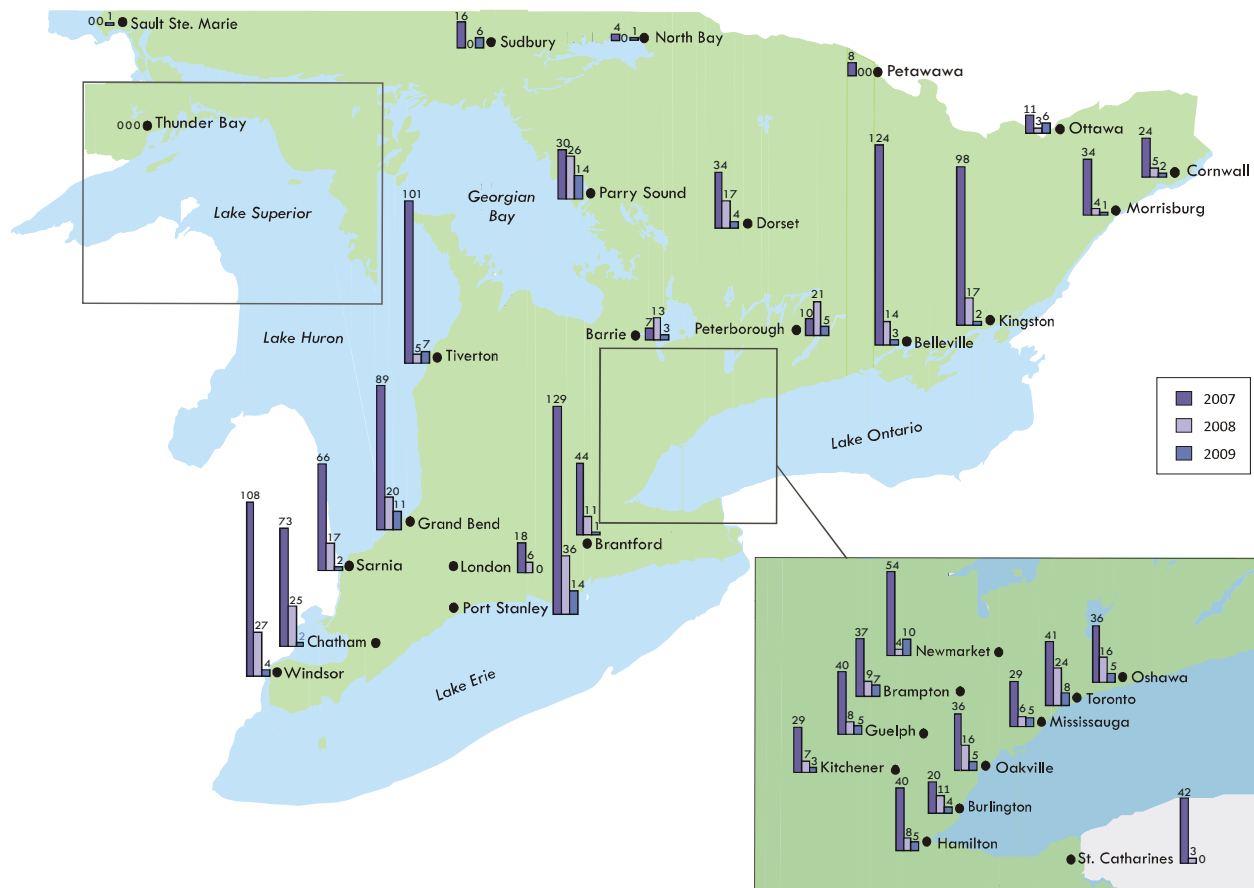 0 0 1 Sault Ste. Marie
16 0 6 Sudbury
4 0 1 North Bay
8 0 0 Petawawa
000 Thunder Bay
11 3 6 Ottawa
24 5 2 Cornwall
34 4 1 Morrisburg
30 26 14 Parry Sound
34 17 4 Dorset
124 14 3 Belleville
98 17 2 Kingston
Lake Superior
Georgian
Bay
101 5 7 Tiverton
Barrie 7 13 3
Peterborough 10 21 5
Lake Huron
89 20 11 Grand Bend
2007
2008
2009
Lake Ontario
129 36 14
44 11 1 Brantford
66 17 2 Sarnia
London 18 6 0
Port Stanley
108 27 4 Windsor
73 25 2 Chatham
Lake Erie
54 4 10 Newmarket
37 9 7 Brampton
40 8 5 Guelph
29 7 3 Kitchener
36 16 5 Oshawa
41 24 8 Toronto
29 6 5 Mississauga
36 16 5 Oakville
20 11 4 Burlington
40 8 5 Hamilton
St. Catharines 42 3 0